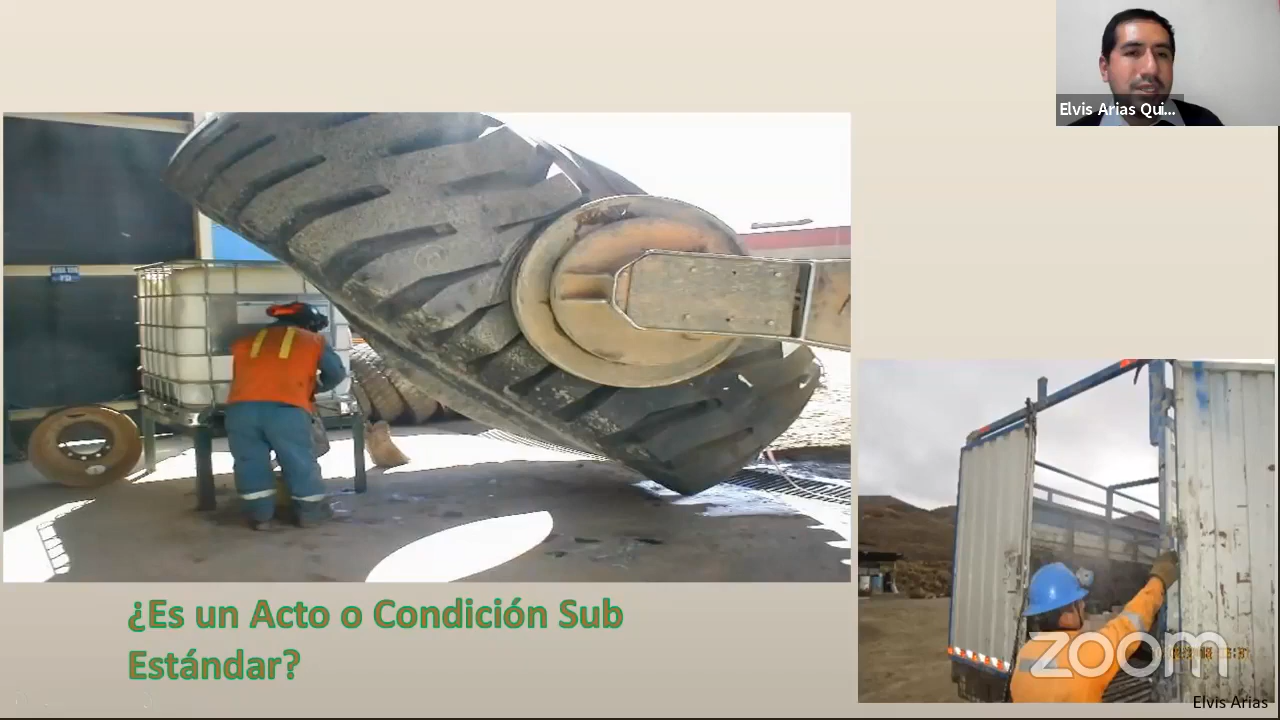 Elvis Arias Qui...
¿Es un Acto o Condición Sub
Estándar?
zoom
Elvis Arias